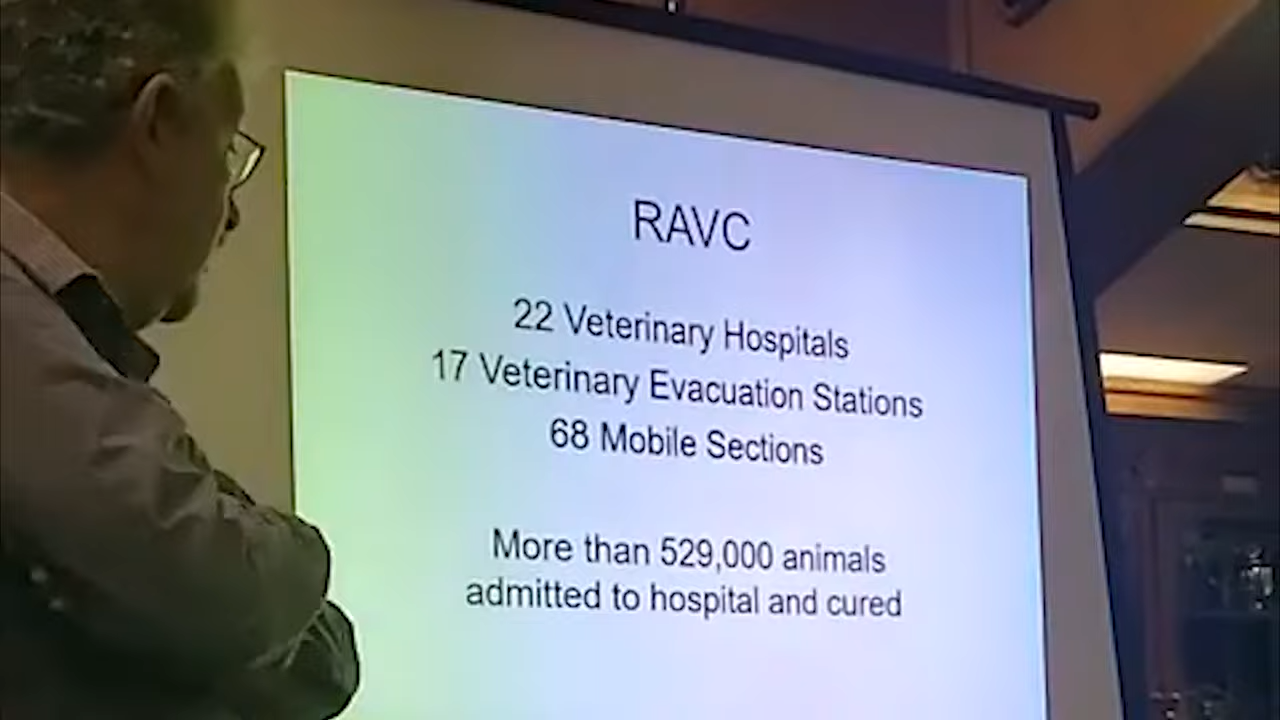 RAVC
22 Veterinary Hospitals
17 Veterinary Evacuation Stations
68 Mobile Sections
More than 529,000 animals
admitted to hospital and cured